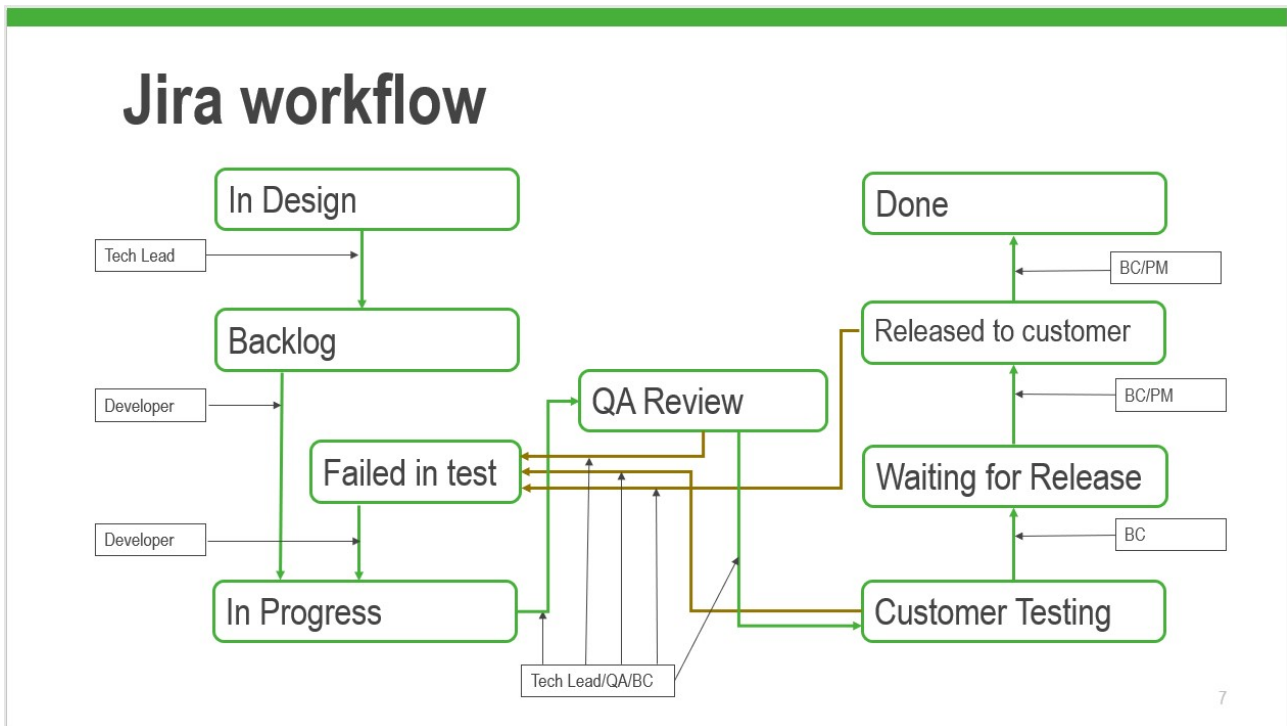 Jira workflow
In Design
Done
Tech Lead
BC/PM
Backlog
Released to customer
Developer
QA Review
BC/PM
Failed in test
Waiting for Release
Developer
BC
In Progress
Customer Testing
Tech Lead/QA/BC
7